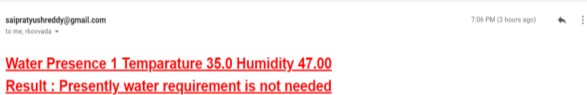 saipratyushreddy@gmail.com
7:06 PM (3 hours ago)
to me, rkovvada
Water Presence 1 Temparature 35.0 Humidity 47.00
Result : Presently water requirement is not needed